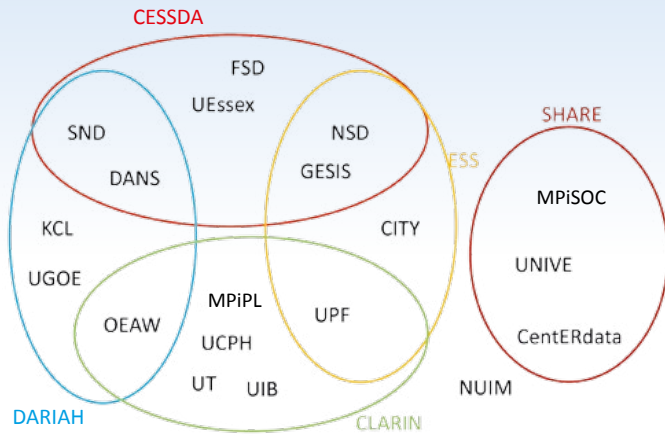 CESSDA
FSD
UEssex
SND
NSD
SHARE
ESS
DANS
GESIS
MPiSOC
KCL
CITY
UNIVE
UGOE
MPiPL
OEAW
UPF
UCPH
CentERdata
UT
UIB
NUIM
DARIAH
CLARIN